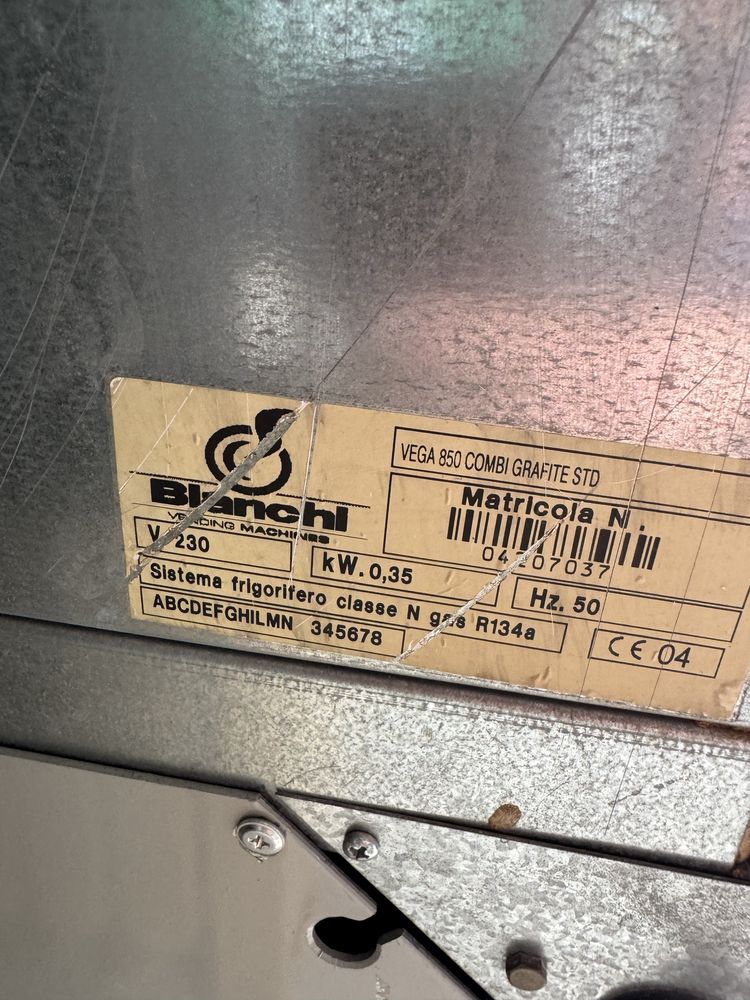 Bianchi
VENDING MACHINES
VEGA 850 COMBI GRAFITE STD
Matricola N.
V 230
kW. 0,35
Hz. 50
Sistema frigorifero classe N gas R134a
ABCDEFGHILMN 345678
CE 04